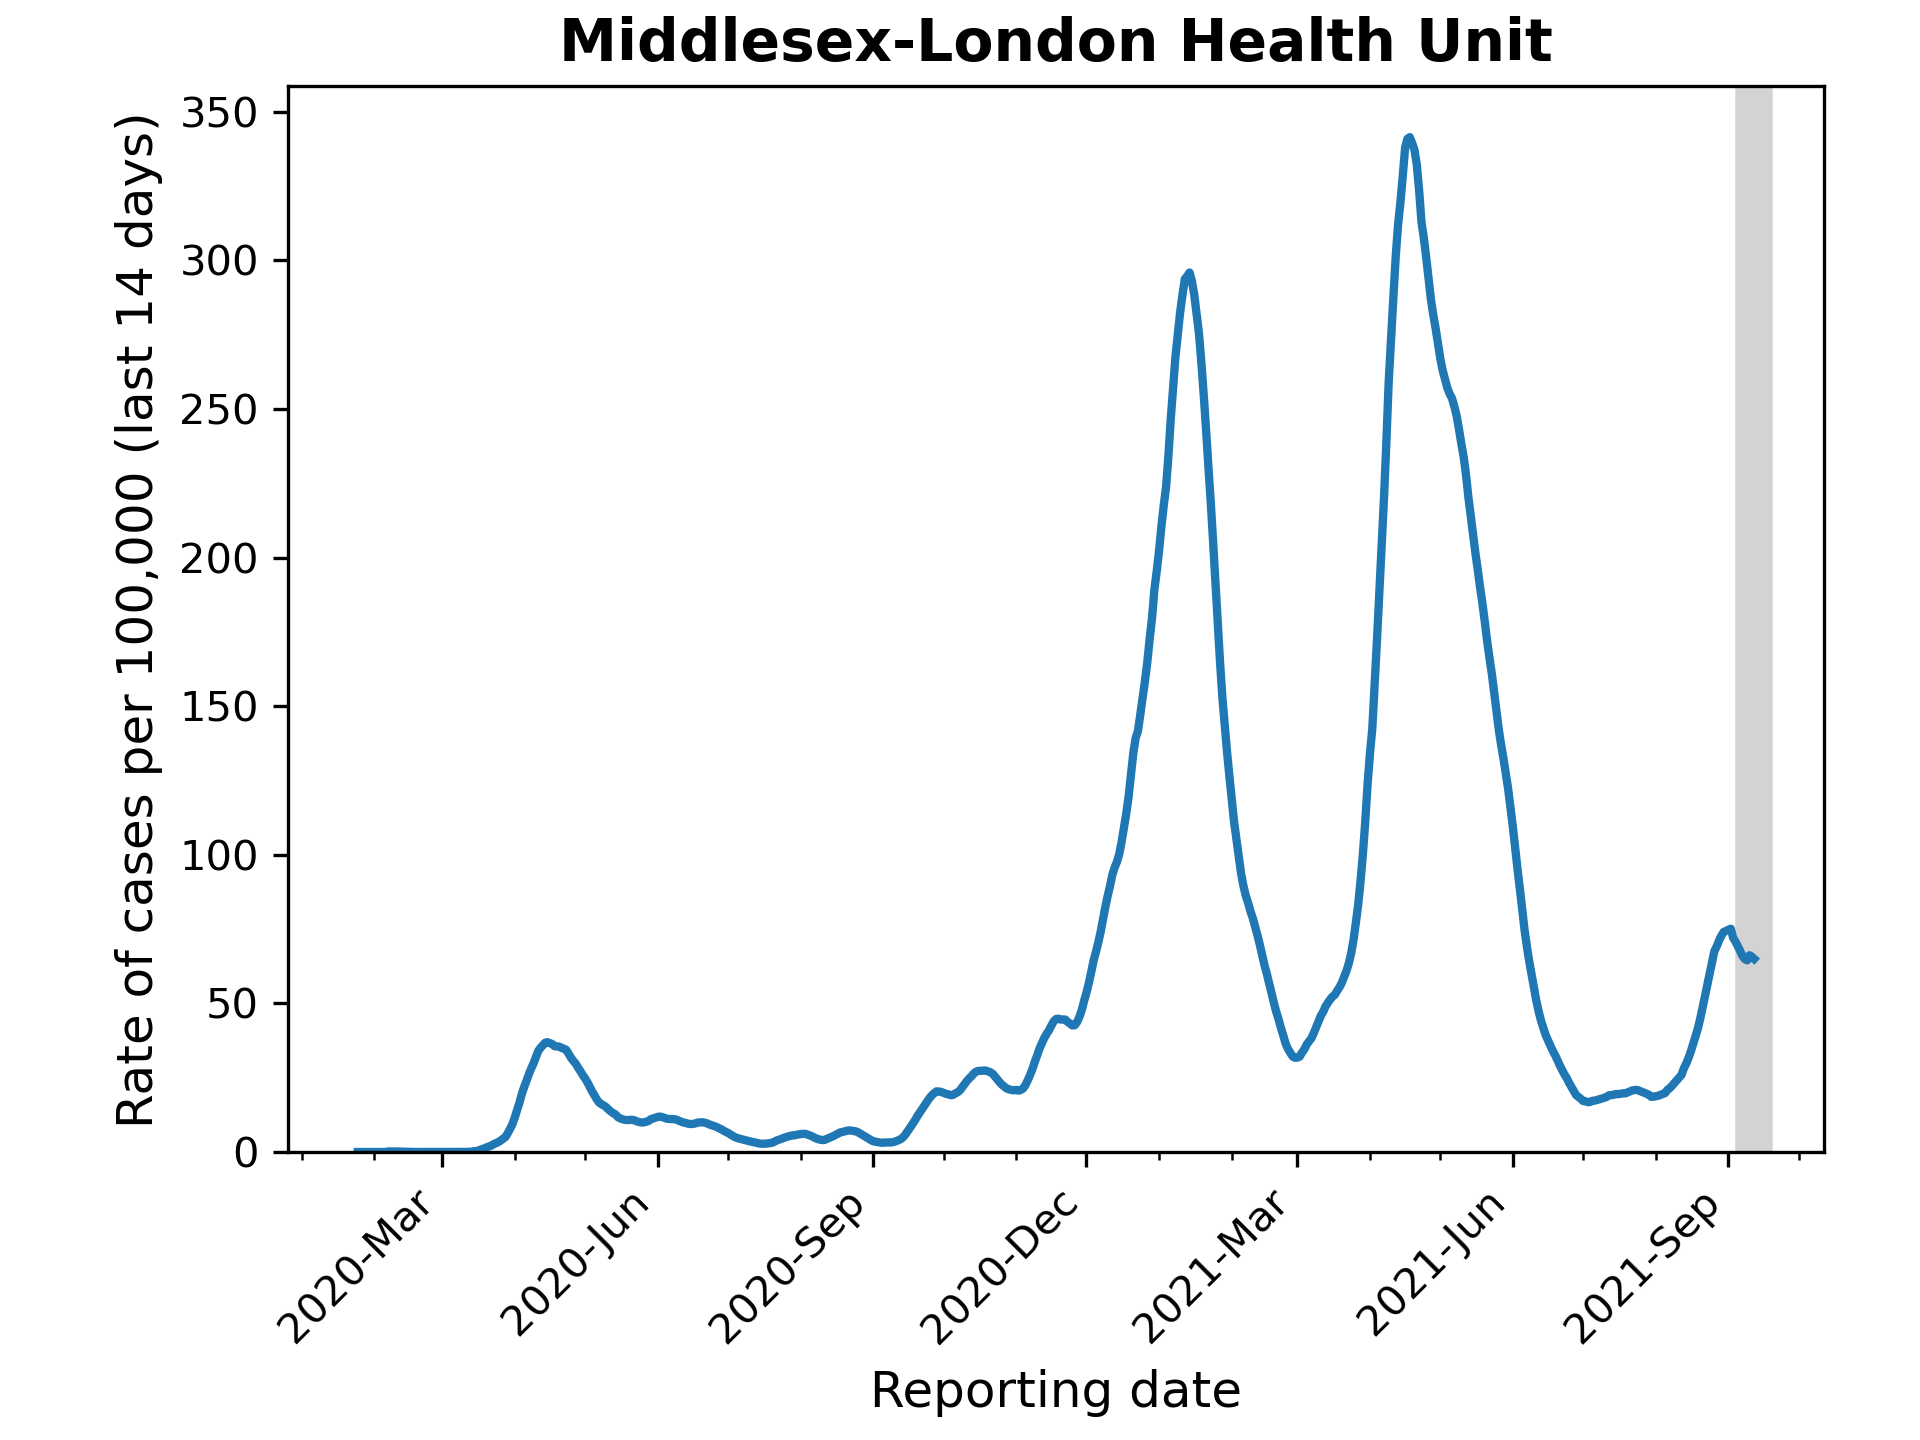 Middlesex-London Health Unit
Rate of cases per 100,000 (last 14 days)
350
300
250
200
150
100
50
0
2020-Mar
2020-Jun
2020-Sep
2020-Dec
2021-Mar
2021-Jun
2021-Sep
Reporting date